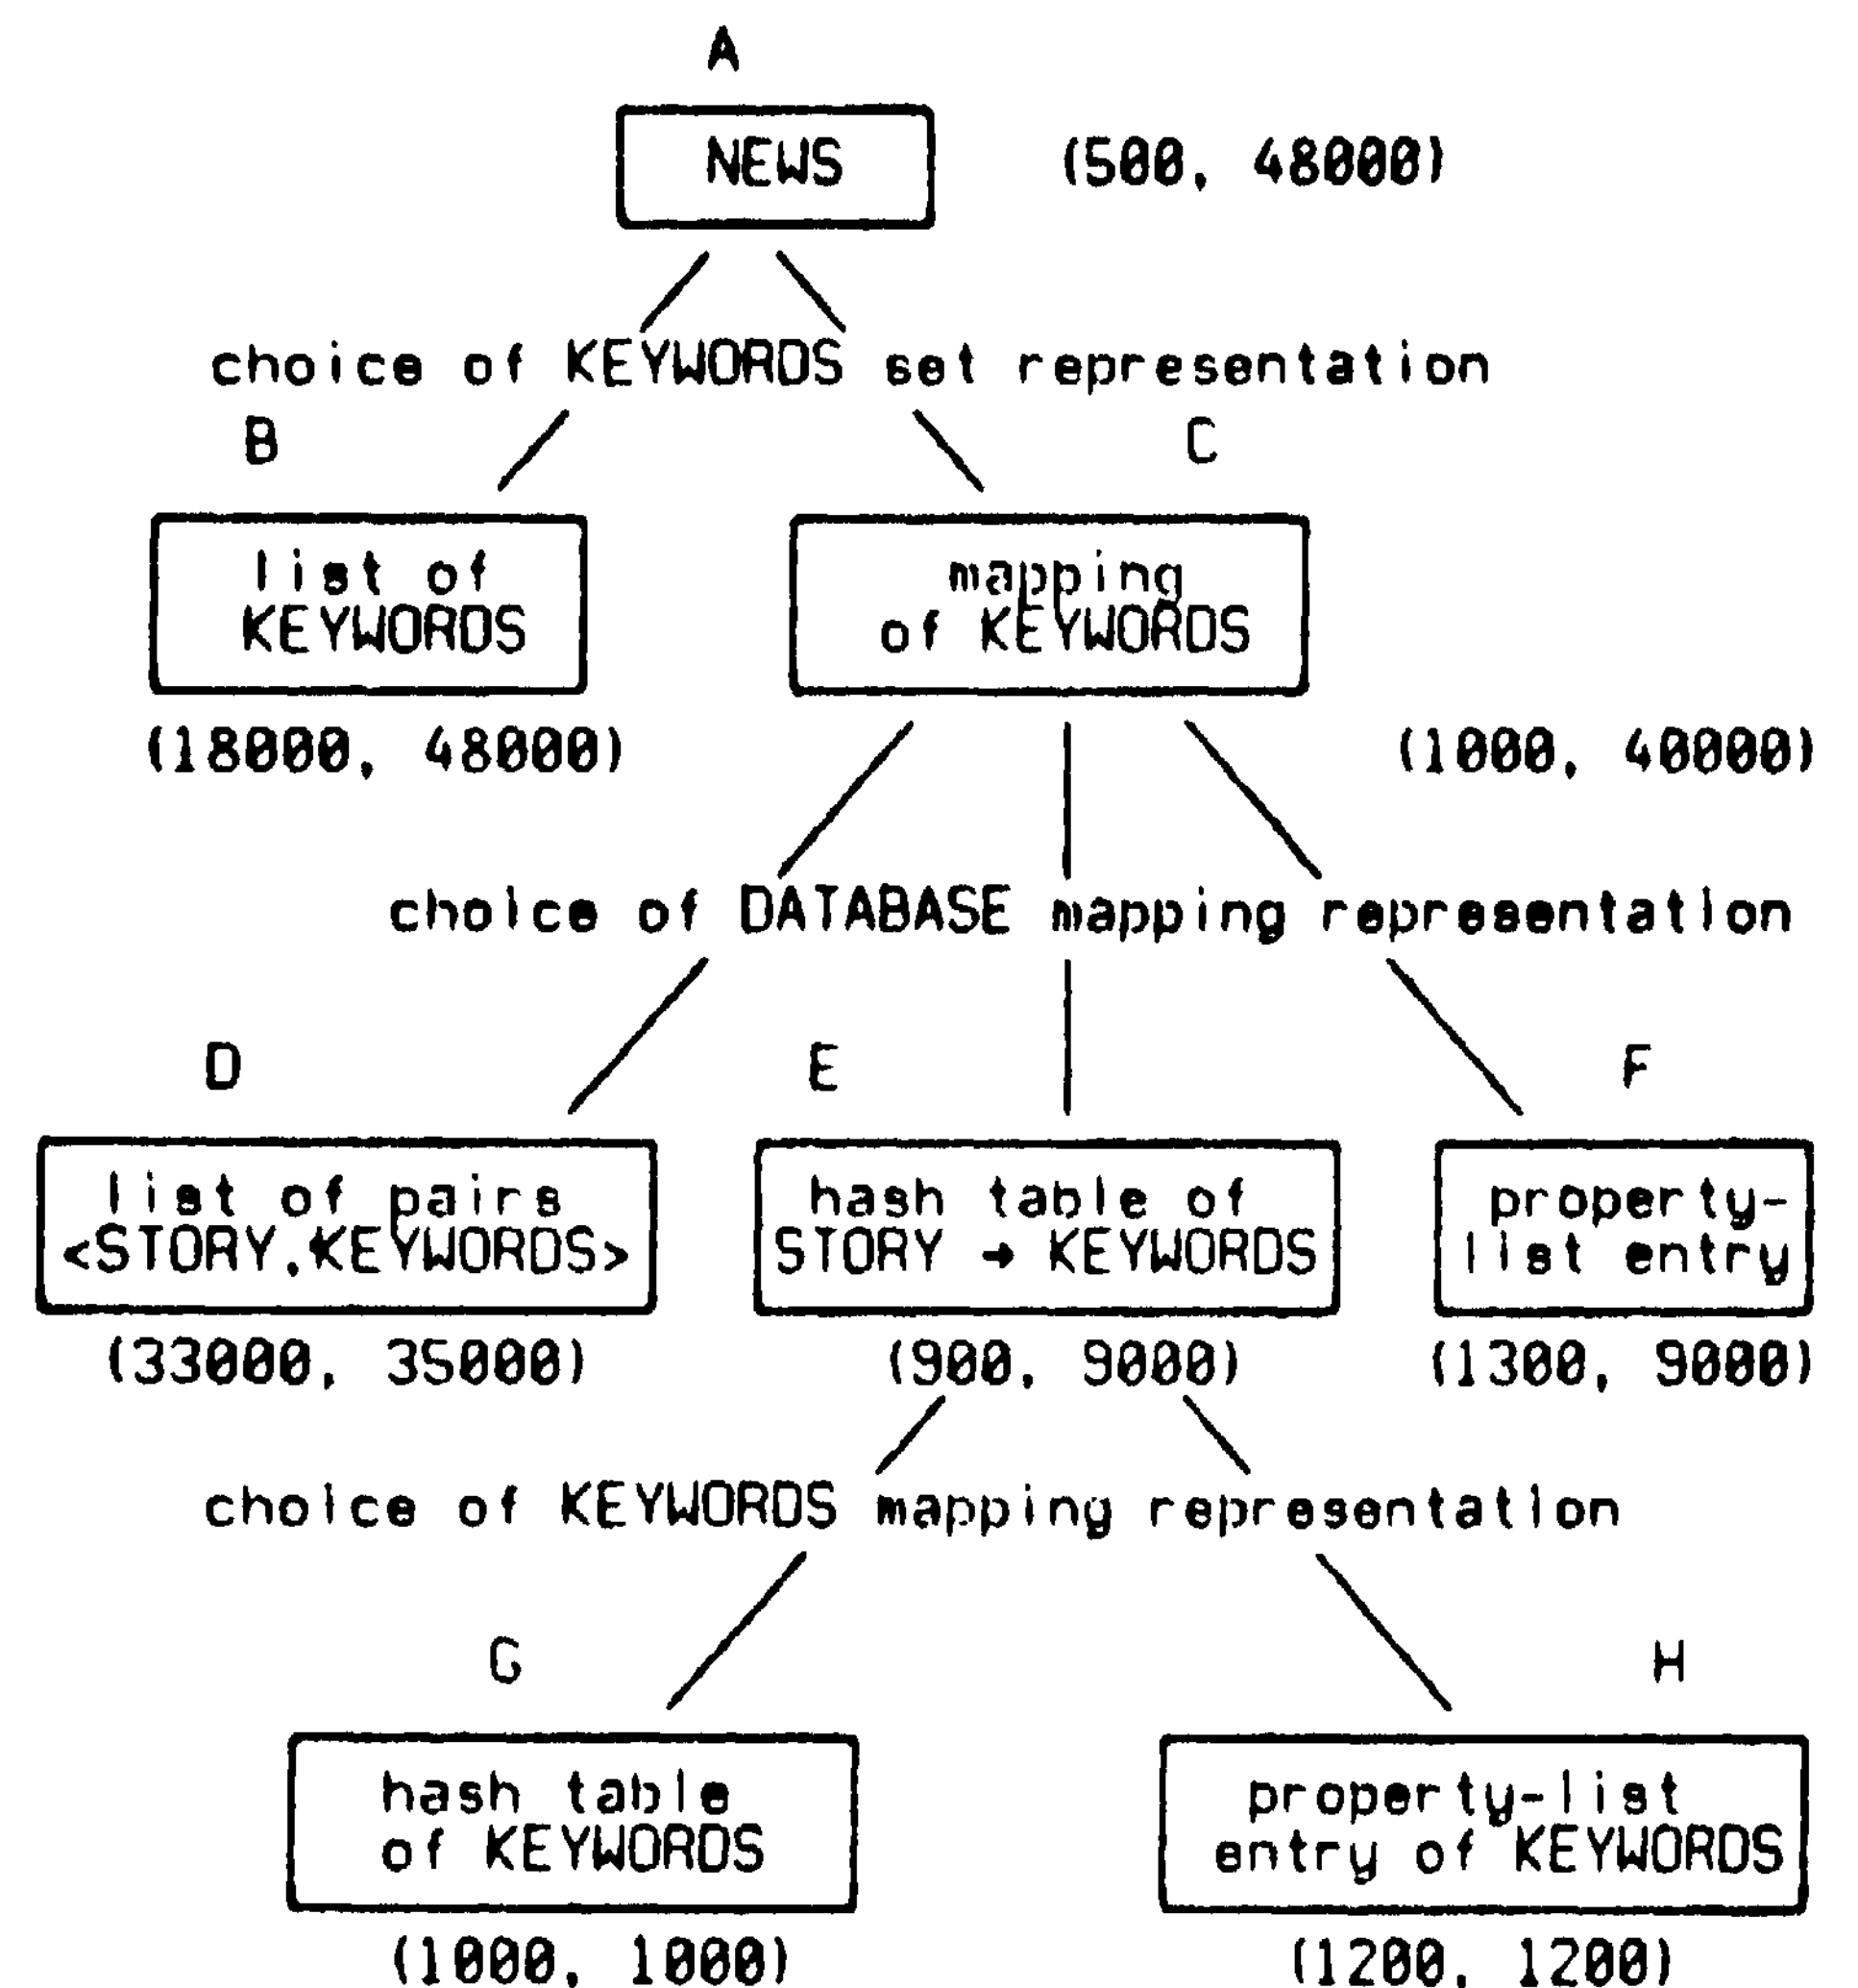 A
NEWS (500, 48000)
choice of KEYWORDS set representation
B C
list of
KEYWORDS
mapping
of KEYWORDS
(18000, 48000) (1000, 40000)
choice of DATABASE mapping representation
D E F
list of pairs
<STORY.KEYWORDS>
hash table of
STORY → KEYWORDS
property-
list entry
(33000, 35000) (900, 9000) (1300, 9000)
choice of KEYWORDS mapping representation
G H
hash table
of KEYWORDS
property-list
entry of KEYWORDS
(1000, 1000) (1200, 1200)